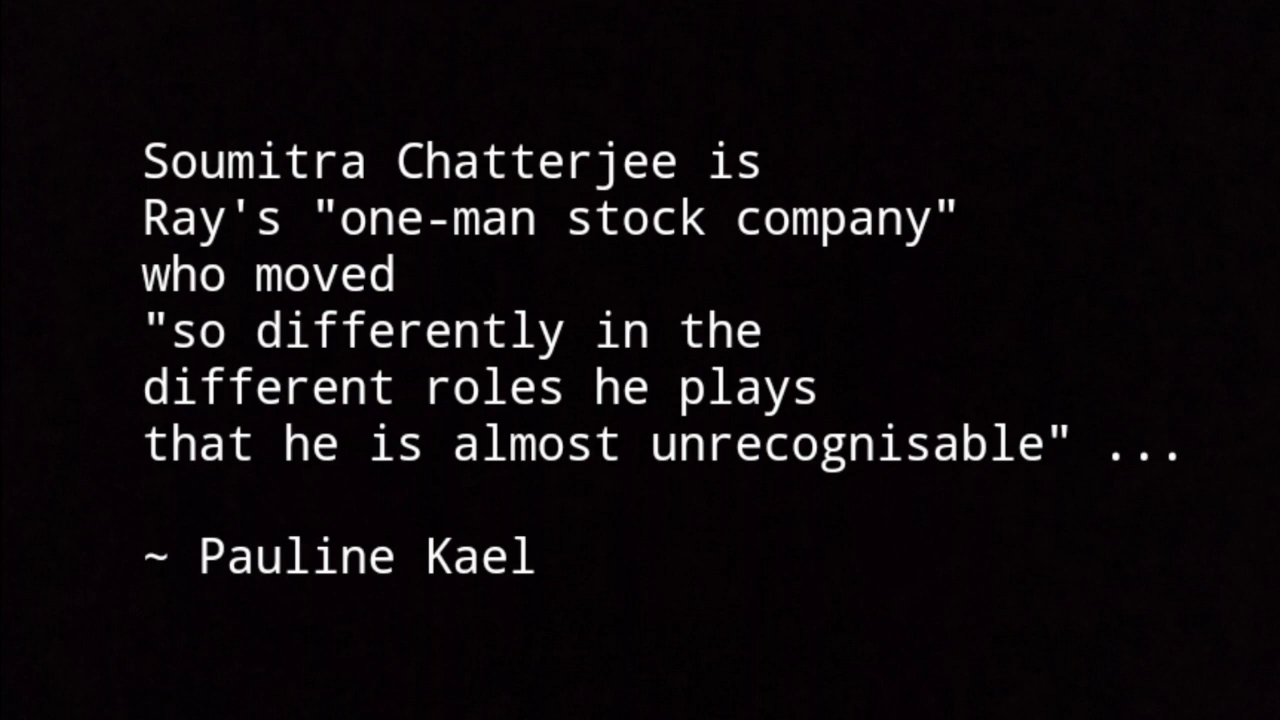 Soumitra Chatterjee is
Ray's "one-man stock company"
who moved
"so differently in the
different roles he plays
that he is almost unrecognisable" ...
~ Pauline Kael